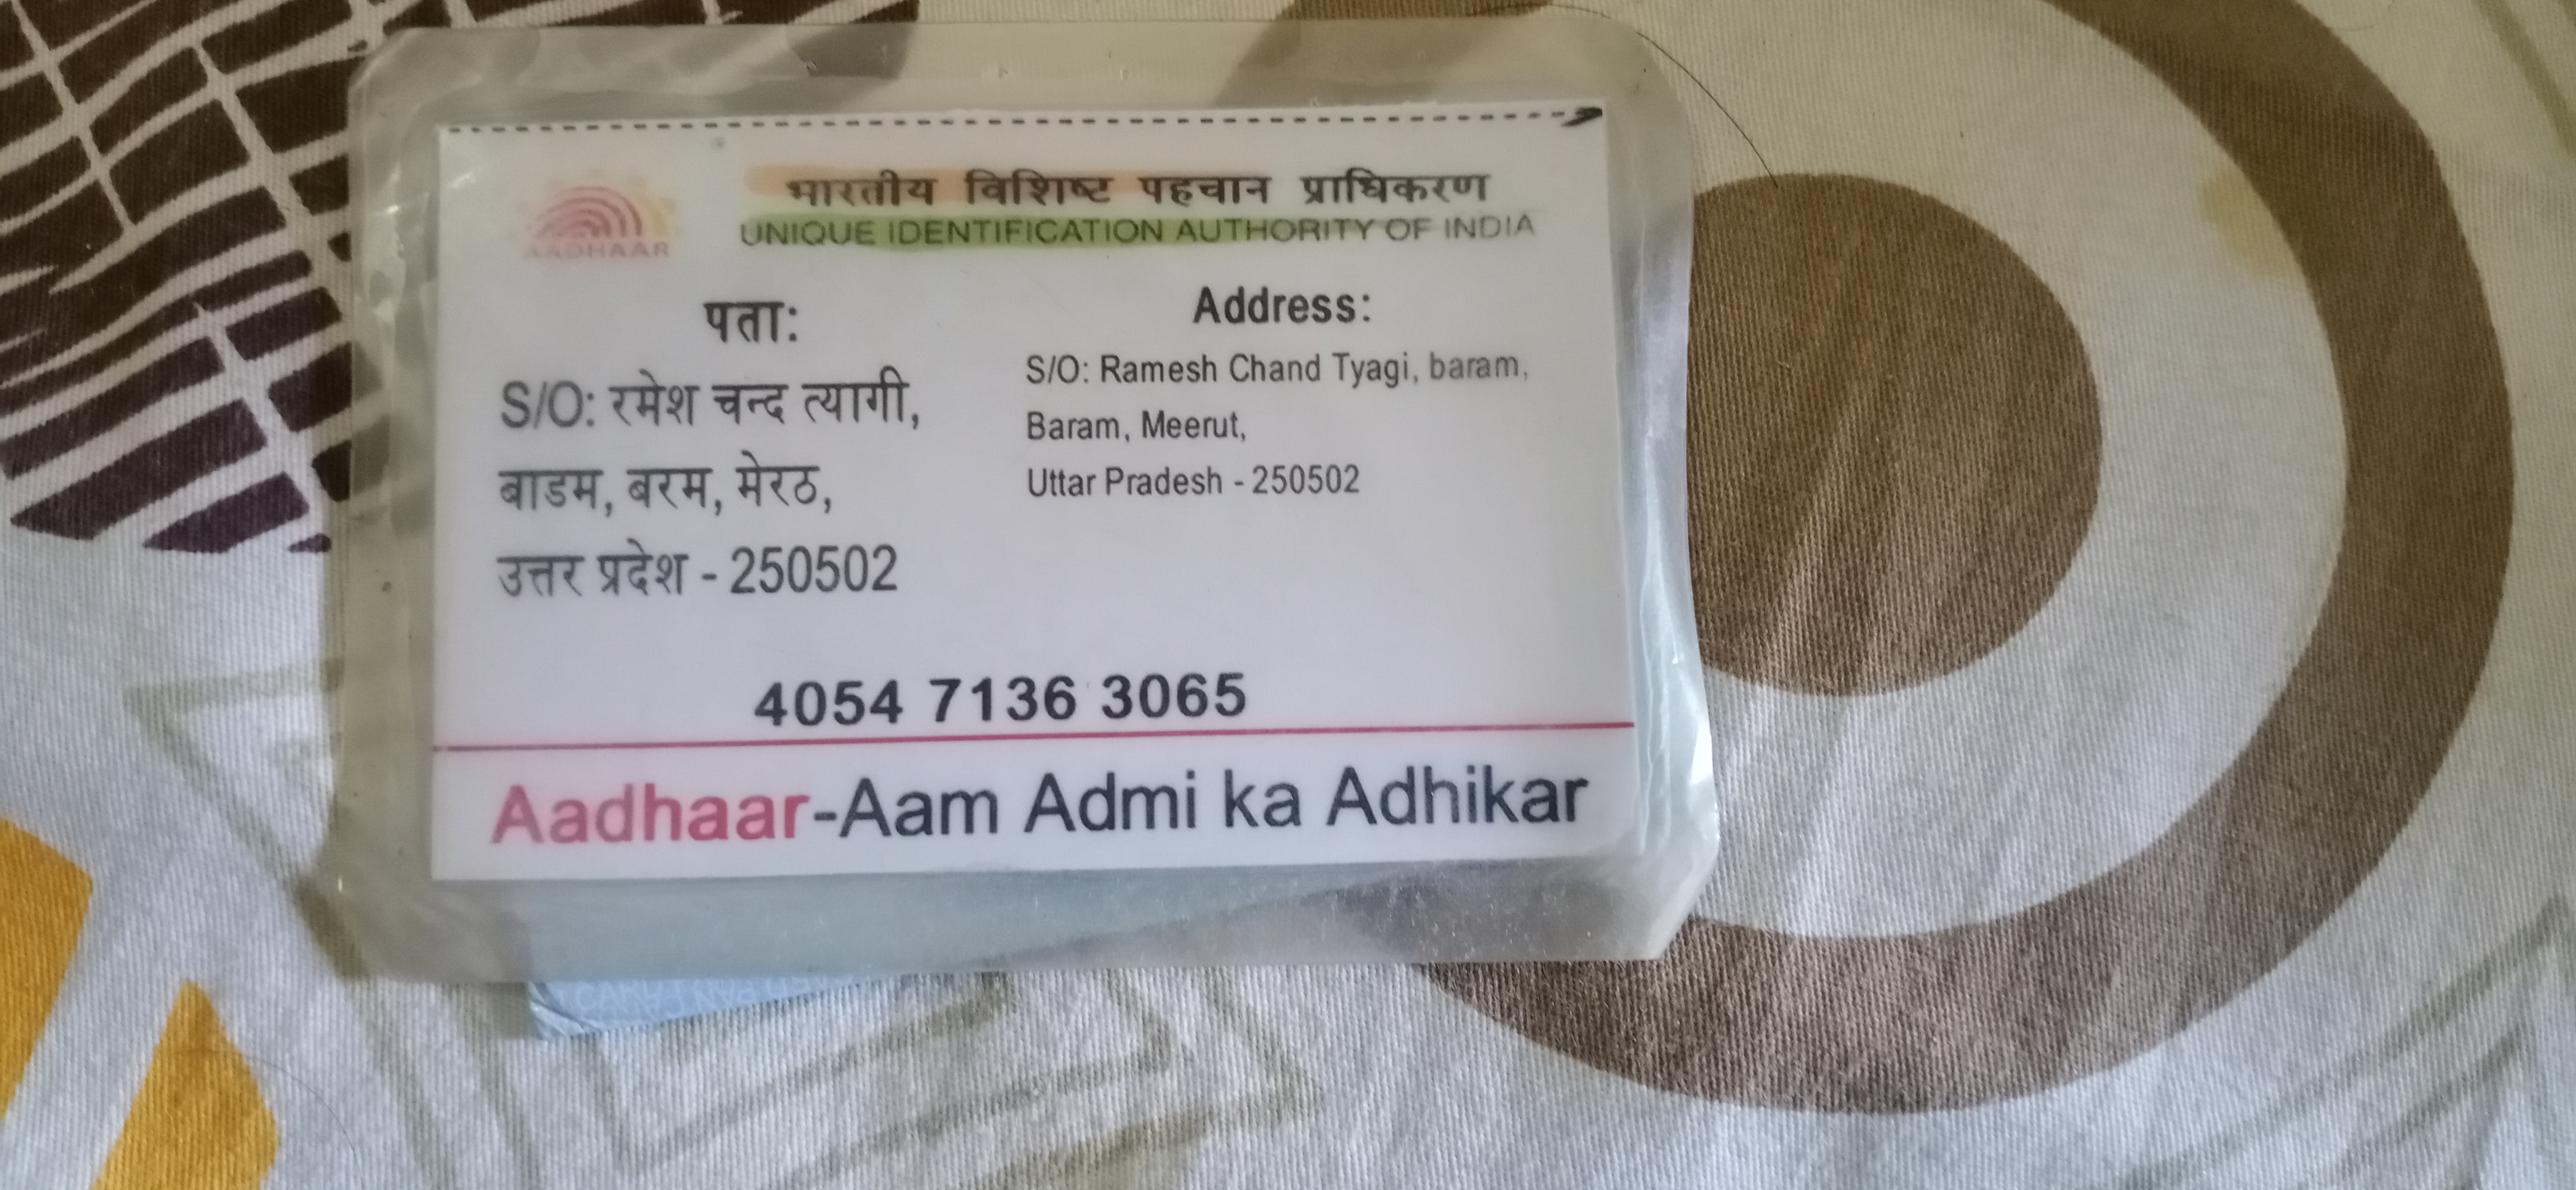 भारतीय विशिष्ट पहचान प्राधिकरण
UNIQUE IDENTIFICATION AUTHORITY OF INDIA
AADHAAR
पता:
S/O: रमेश चन्द त्यागी,
बाडम, बरम, मेरठ,
उत्तर प्रदेश - 250502
Address:
S/O: Ramesh Chand Tyagi, baram,
Baram, Meerut,
Uttar Pradesh - 250502
4054 7136 3065
Aadhaar-Aam Admi ka Adhikar